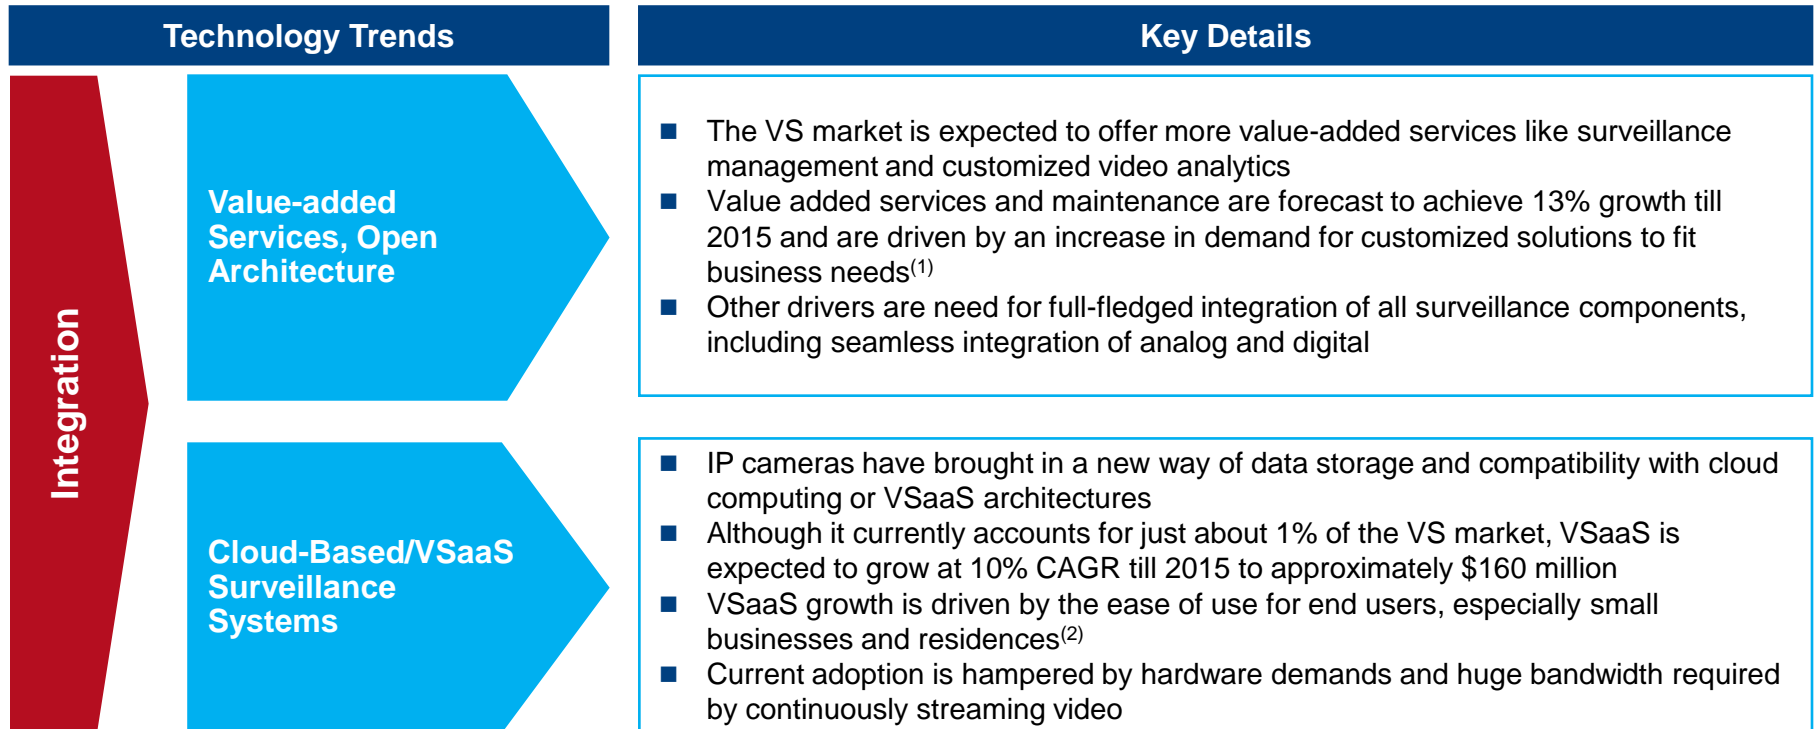 Technology Trends
Key Details
Integration
Value-added
Services, Open
Architecture
■ The VS market is expected to offer more value-added services like surveillance
management and customized video analytics
■ Value added services and maintenance are forecast to achieve 13% growth till
2015 and are driven by an increase in demand for customized solutions to fit
business needs(1)
■ Other drivers are need for full-fledged integration of all surveillance components,
including seamless integration of analog and digital
Cloud-Based/VSaaS
Surveillance
Systems
■ IP cameras have brought in a new way of data storage and compatibility with cloud
computing or VSaaS architectures
■ Although it currently accounts for just about 1% of the VS market, VSaaS is
expected to grow at 10% CAGR till 2015 to approximately $160 million
■ VSaaS growth is driven by the ease of use for end users, especially small
businesses and residences(2)
■ Current adoption is hampered by hardware demands and huge bandwidth required
by continuously streaming video